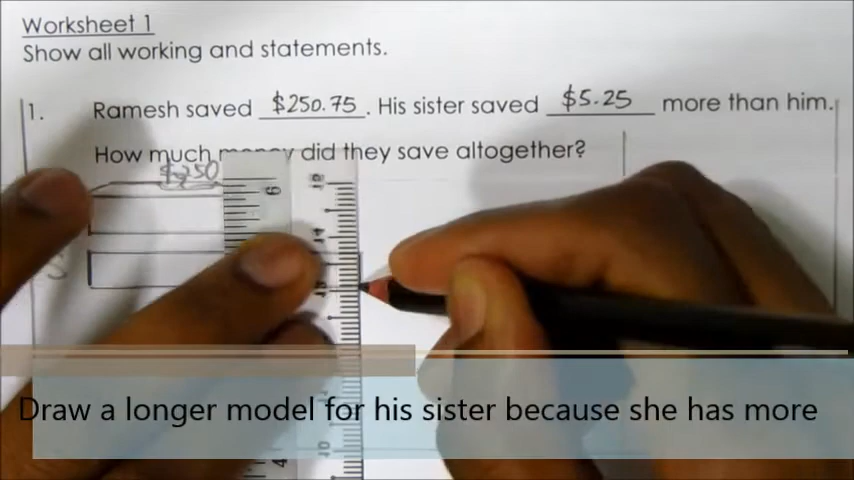 Worksheet 1
Show all working and statements.
1. Ramesh saved $250.75. His sister saved $5.25 more than him.
How much money did they save altogether?
$250
Draw a longer model for his sister because she has more